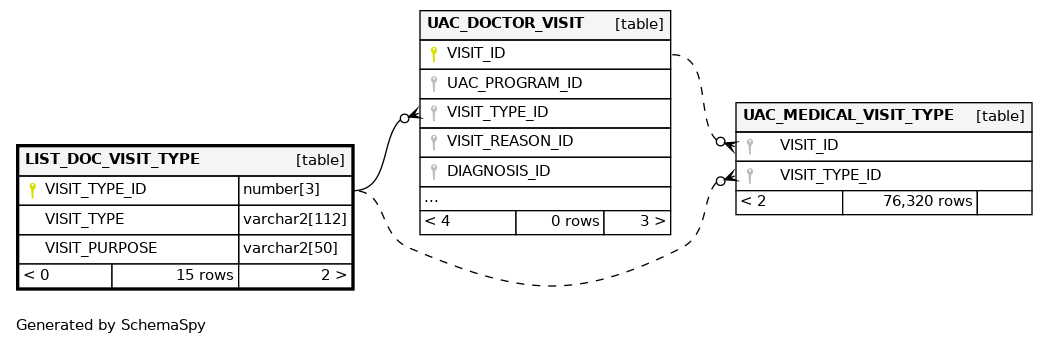 UAC_DOCTOR_VISIT [table]
VISIT_ID
UAC_PROGRAM_ID
VISIT_TYPE_ID
VISIT_REASON_ID
DIAGNOSIS_ID
...
< 4 0 rows 3 >
UAC_MEDICAL_VISIT_TYPE [table]
VISIT_ID
VISIT_TYPE_ID
< 2 76,320 rows
LIST_DOC_VISIT_TYPE [table]
VISIT_TYPE_ID number[3]
VISIT_TYPE varchar2[112]
VISIT_PURPOSE varchar2[50]
< 0 15 rows 2 >
Generated by SchemaSpy